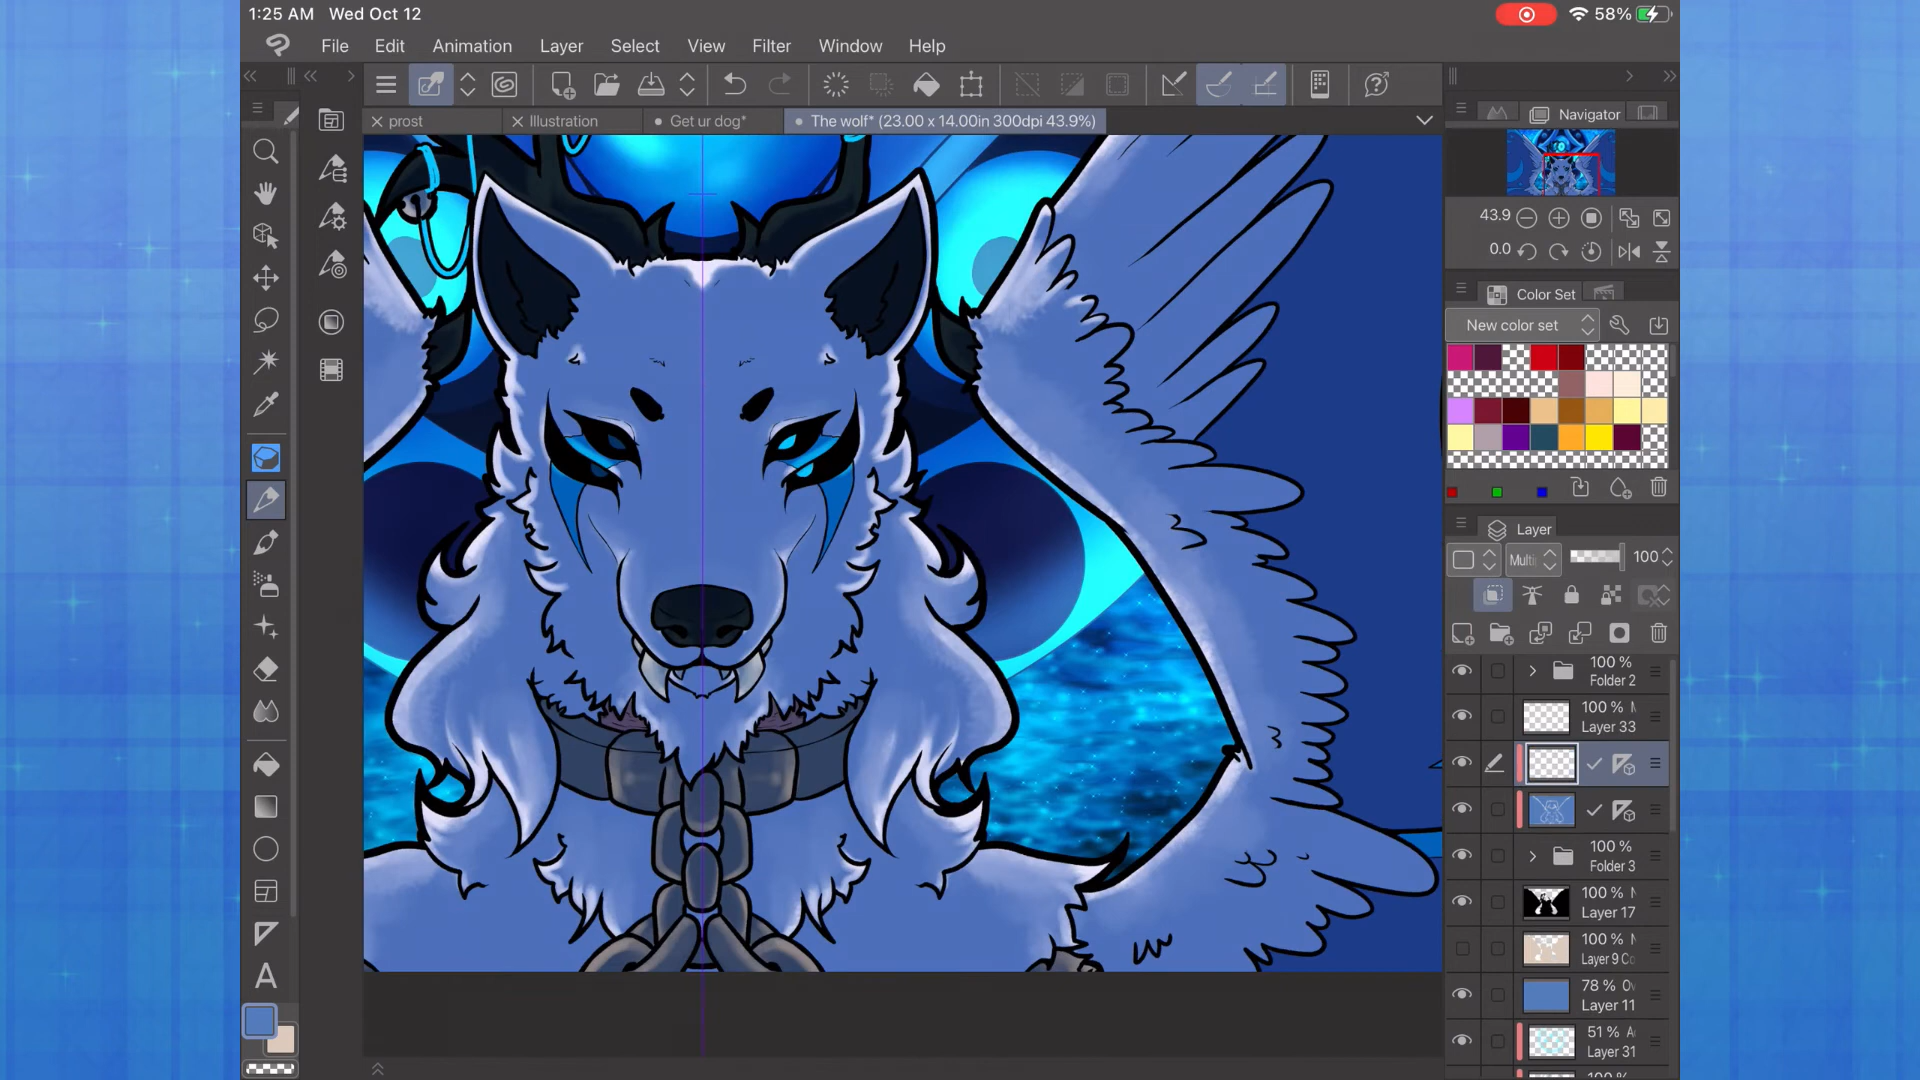 1:25 AM Wed Oct 12
58%
File Edit Animation Layer Select View Filter Window Help
prost
Illustration
Get ur dog*
The wolf* (23.00 x 14.00in 300dpi 43.9%)
Navigator
43.9
0.0
Color Set
New color set
Layer
Multi
100
100 %
Folder 2
100 %
Layer 33
100 %
Folder 3
100 %
Layer 17
100 %
Layer 9 Co
78 %
Layer 11
51 %
Layer 31
A